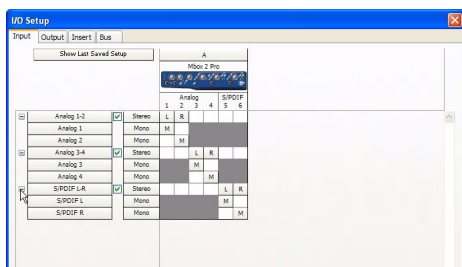 I/O Setup
Input Output Insert Bus
Show Last Saved Setup A
Mbox 2 Pro
Analog S/PDIF
1 2 3 4 5 6
Analog 1-2 Stereo L R
Analog 1 Mono M
Analog 2 Mono M
Analog 3-4 Stereo L R
Analog 3 Mono M
Analog 4 Mono M
S/PDIF L-R Stereo L R
S/PDIF L Mono M
S/PDIF R Mono M